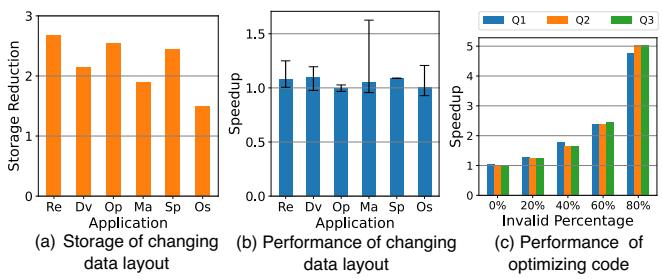 3
2
1
0
Storage Reduction
Re Dv Op Ma Sp Os
Application
(a) Storage of changing
data layout
1.5
1.0
0.5
0.0
Speedup
Re Dv Op Ma Sp Os
Application
(b) Performance of changing
data layout
Q1 Q2 Q3
5
4
3
2
1
0
Speedup
0% 20% 40% 60% 80%
Invalid Percentage
(c) Performance of
optimizing code